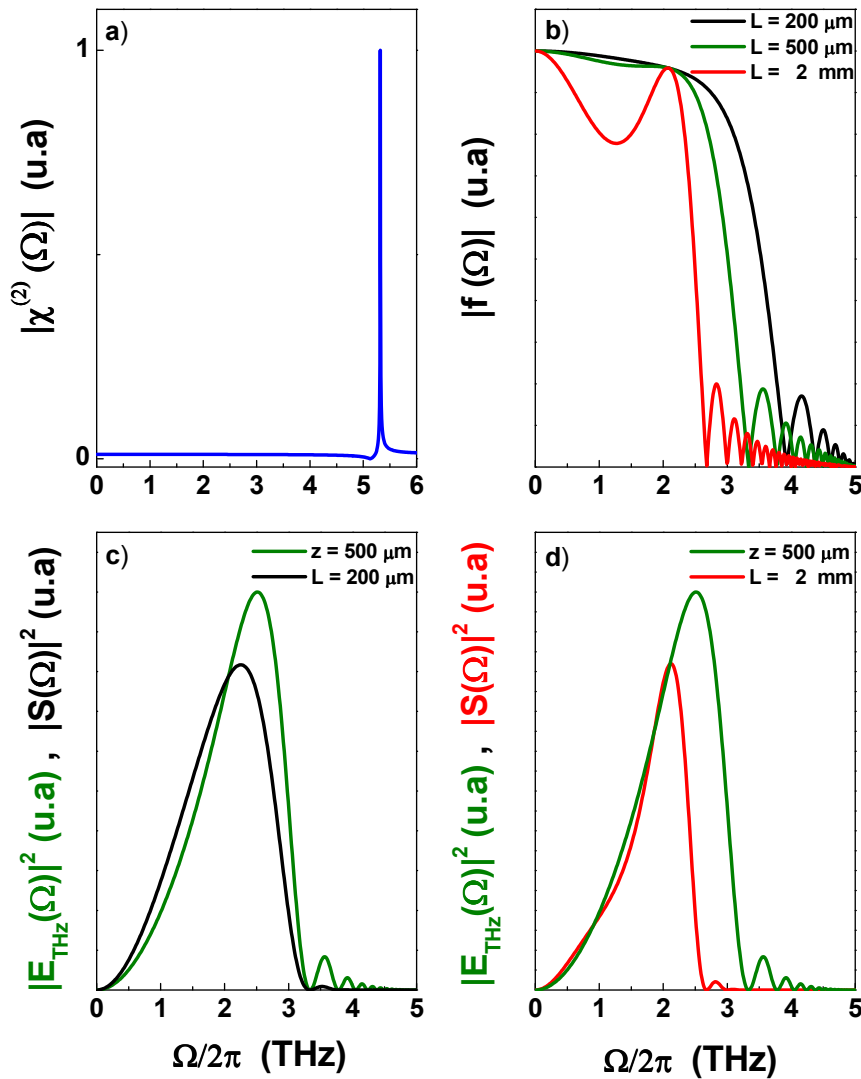 a)
|χ(2)(Ω)| (u.a)
1
0
0 1 2 3 4 5 6
b)
L = 200 μm
L = 500 μm
L = 2 mm
|f (Ω)| (u.a)
0 1 2 3 4 5
c)
z = 500 μm
L = 200 μm
|ETHz(Ω)|2 (u.a) , |S(Ω)|2 (u.a)
0 1 2 3 4 5
Ω/2π (THz)
d)
z = 500 μm
L = 2 mm
|ETHz(Ω)|2 (u.a) , |S(Ω)|2 (u.a)
0 1 2 3 4 5
Ω/2π (THz)